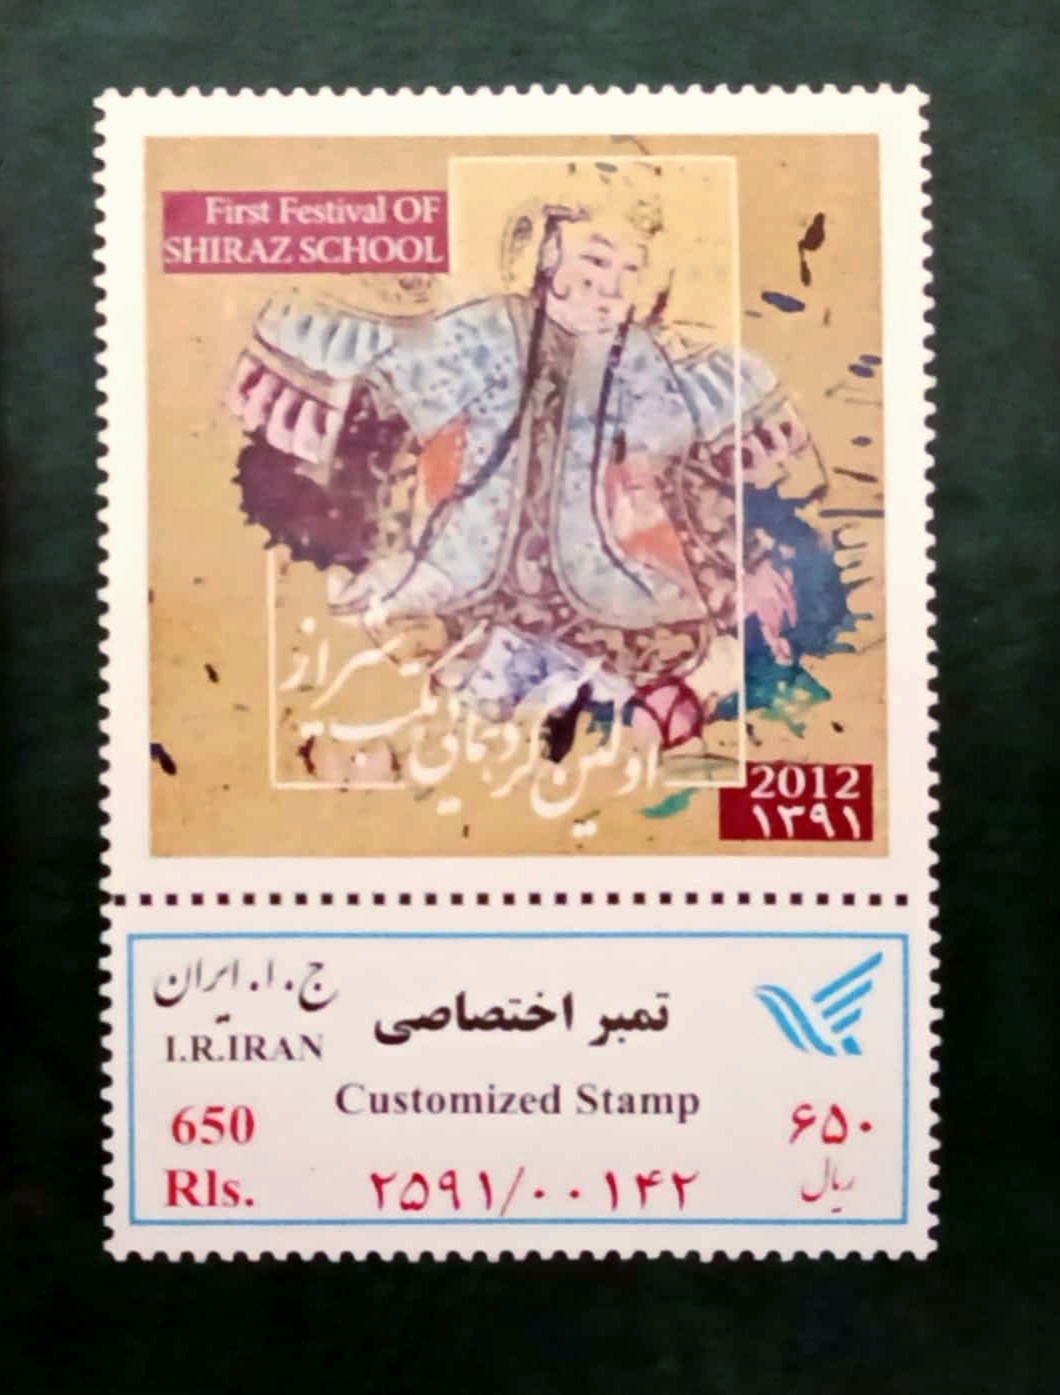 First Festival OF
SHIRAZ SCHOOL
اولین گردهمایی مکتب شیراز
2012
۱۳۹۱
ج.ا.ایران
I.R.IRAN
تمبر اختصاصی
Customized Stamp
650
Rls.
۶۵۰
ریال
۲۵۹۱/۰۰۱۴۲